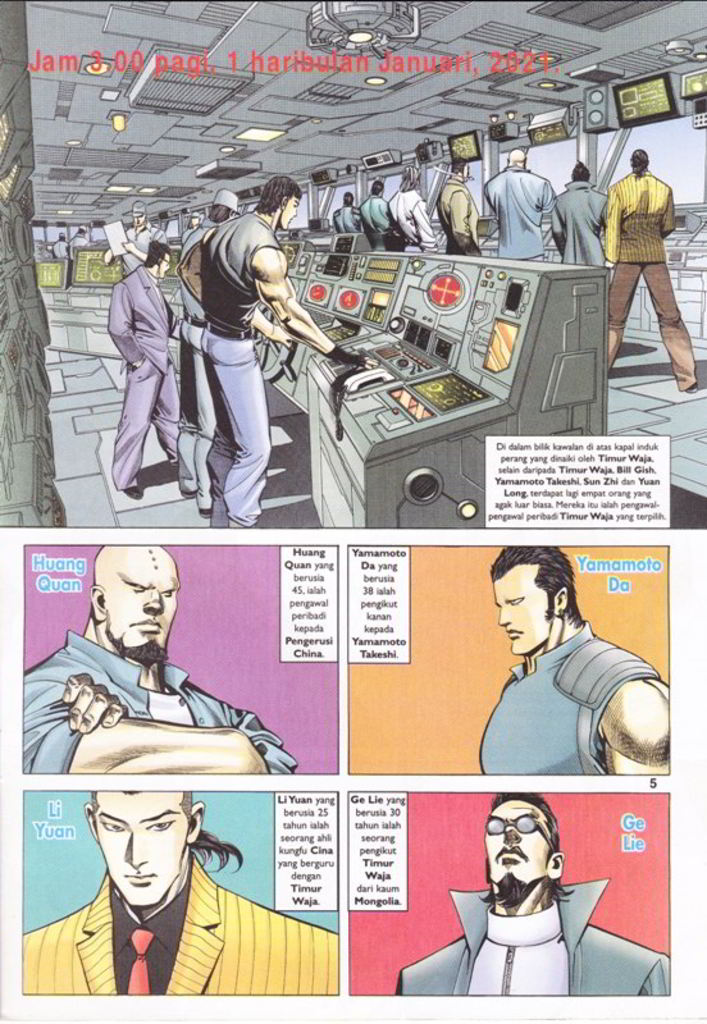 Jam 3.00 pagi, 1 haribulan Januari, 2021.
Di dalam bilik kawalan di atas kapal induk
perang yang dinaiki oleh Timur Waja,
selain daripada Timur Waja, Bill Gish,
Yamamoto Takeshi, Sun Zhi dan Yuan
Long, terdapat lagi empat orang yang
agak luar biasa. Mereka itu ialah pengawal-
pengawal peribadi Timur Waja yang terpilih.
Huang
Quan
Huang
Quan yang
berusia
45, ialah
pengawal
peribadi
kepada
Pengerusi
China.
Yamamoto
Da yang
berusia
38 ialah
pengikut
kanan
kepada
Yamamoto
Takeshi.
Yamamoto
Da
5
Li
Yuan
Li Yuan yang
berusia 25
tahun ialah
seorang ahli
kungfu Cina
yang berguru
dengan
Timur
Waja.
Ge Lie yang
berusia 30
tahun ialah
seorang
pengikut
Timur
Waja
dari kaum
Mongolia.
Ge
Lie